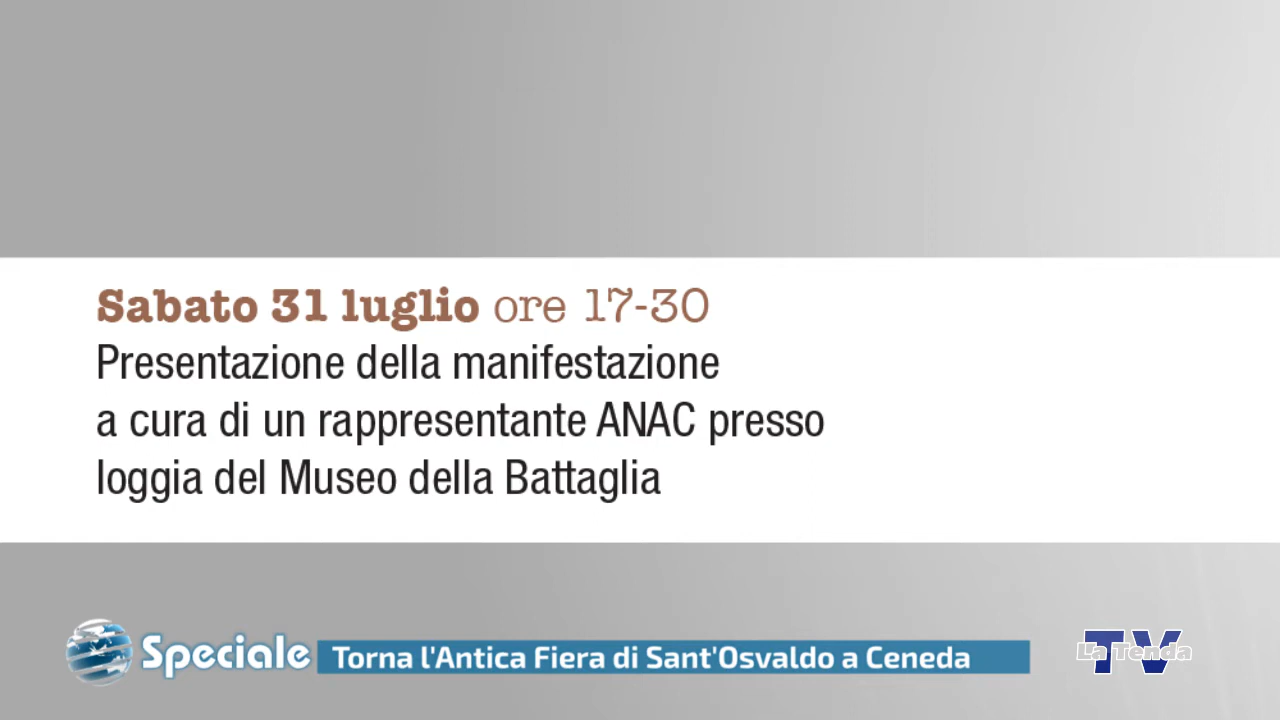 Sabato 31 luglio ore 17-30
Presentazione della manifestazione
a cura di un rappresentante ANAC presso
loggia del Museo della Battaglia
Speciale Torna l'Antica Fiera di Sant'Osvaldo a Ceneda
TV
La Tenda